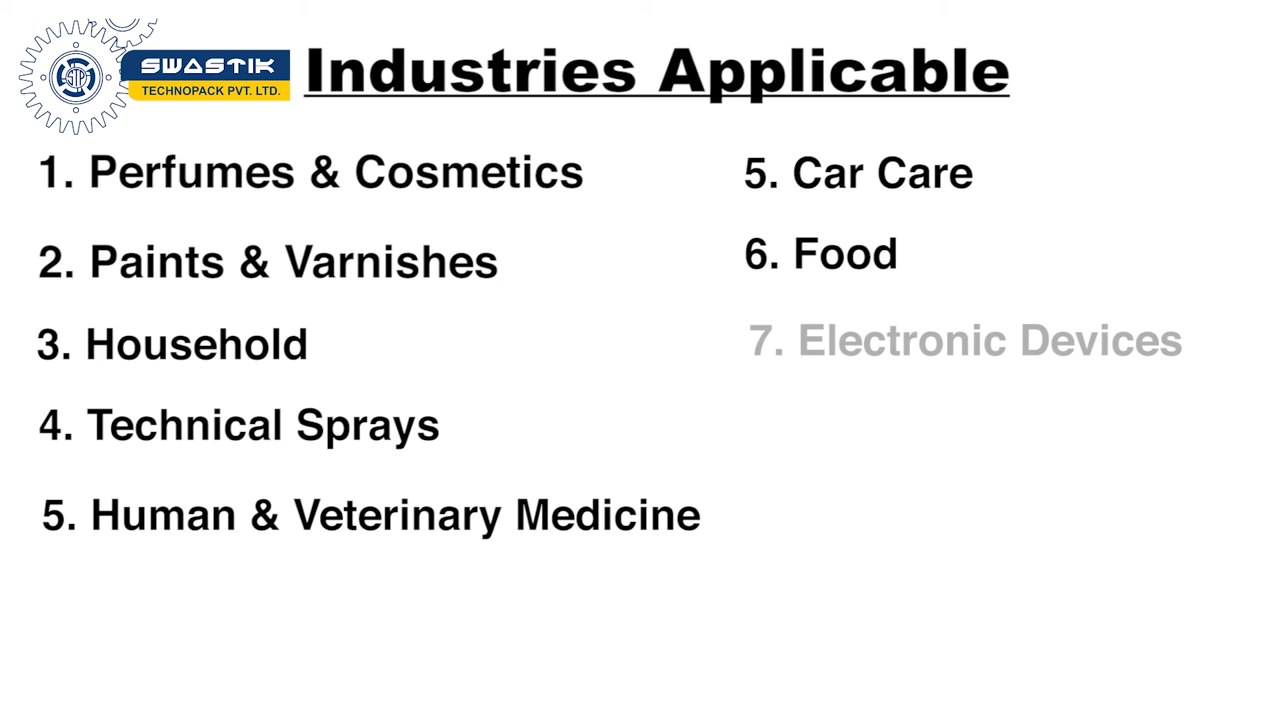 SWASTIK
TECHNOPACK PVT. LTD.
Industries Applicable
1. Perfumes & Cosmetics
2. Paints & Varnishes
3. Household
4. Technical Sprays
5. Human & Veterinary Medicine
5. Car Care
6. Food
7. Electronic Devices